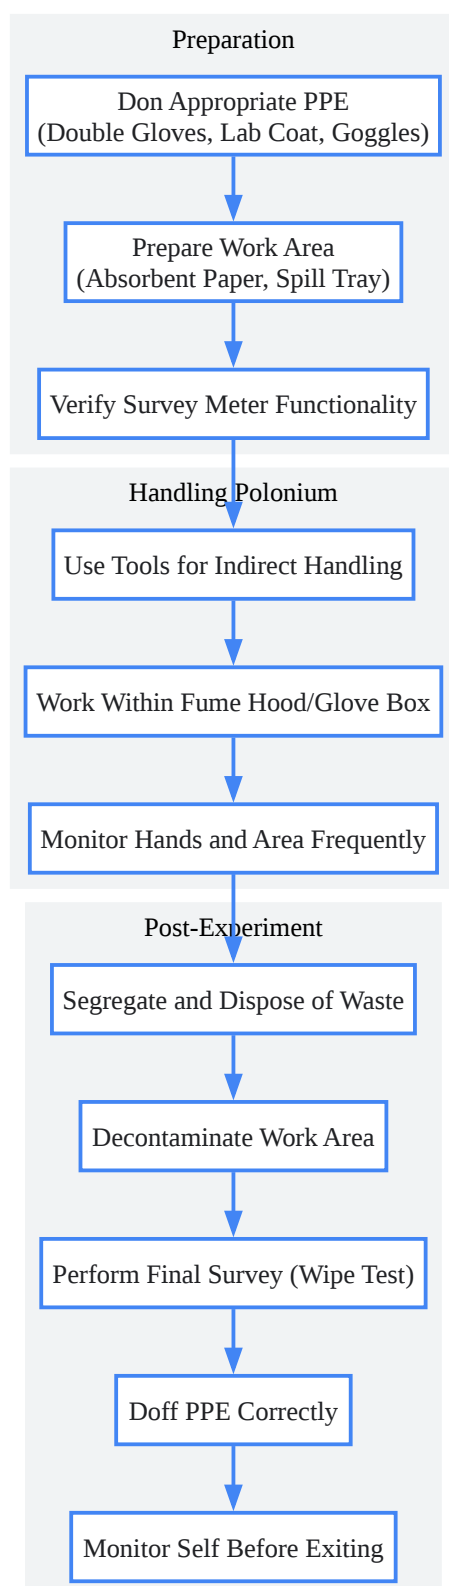 Preparation
Don Appropriate PPE
(Double Gloves, Lab Coat, Goggles)
Prepare Work Area
(Absorbent Paper, Spill Tray)
Verify Survey Meter Functionality
Handling Polonium
Use Tools for Indirect Handling
Work Within Fume Hood/Glove Box
Monitor Hands and Area Frequently
Post-Experiment
Segregate and Dispose of Waste
Decontaminate Work Area
Perform Final Survey (Wipe Test)
Doff PPE Correctly
Monitor Self Before Exiting